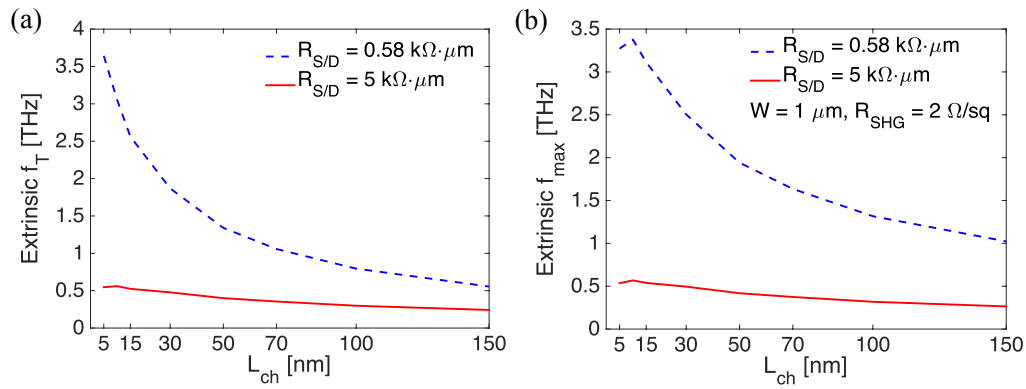 (a)
Extrinsic f_T [THz]
4
3.5
3
2.5
2
1.5
1
0.5
0
R_S/D = 0.58 kΩ·μm
R_S/D = 5 kΩ·μm
5 15 30 50 70 100 150
L_ch [nm]
(b)
Extrinsic f_max [THz]
3.5
3
2.5
2
1.5
1
0.5
0
R_S/D = 0.58 kΩ·μm
R_S/D = 5 kΩ·μm
W = 1 μm, R_SHG = 2 Ω/sq
5 15 30 50 70 100 150
L_ch [nm]